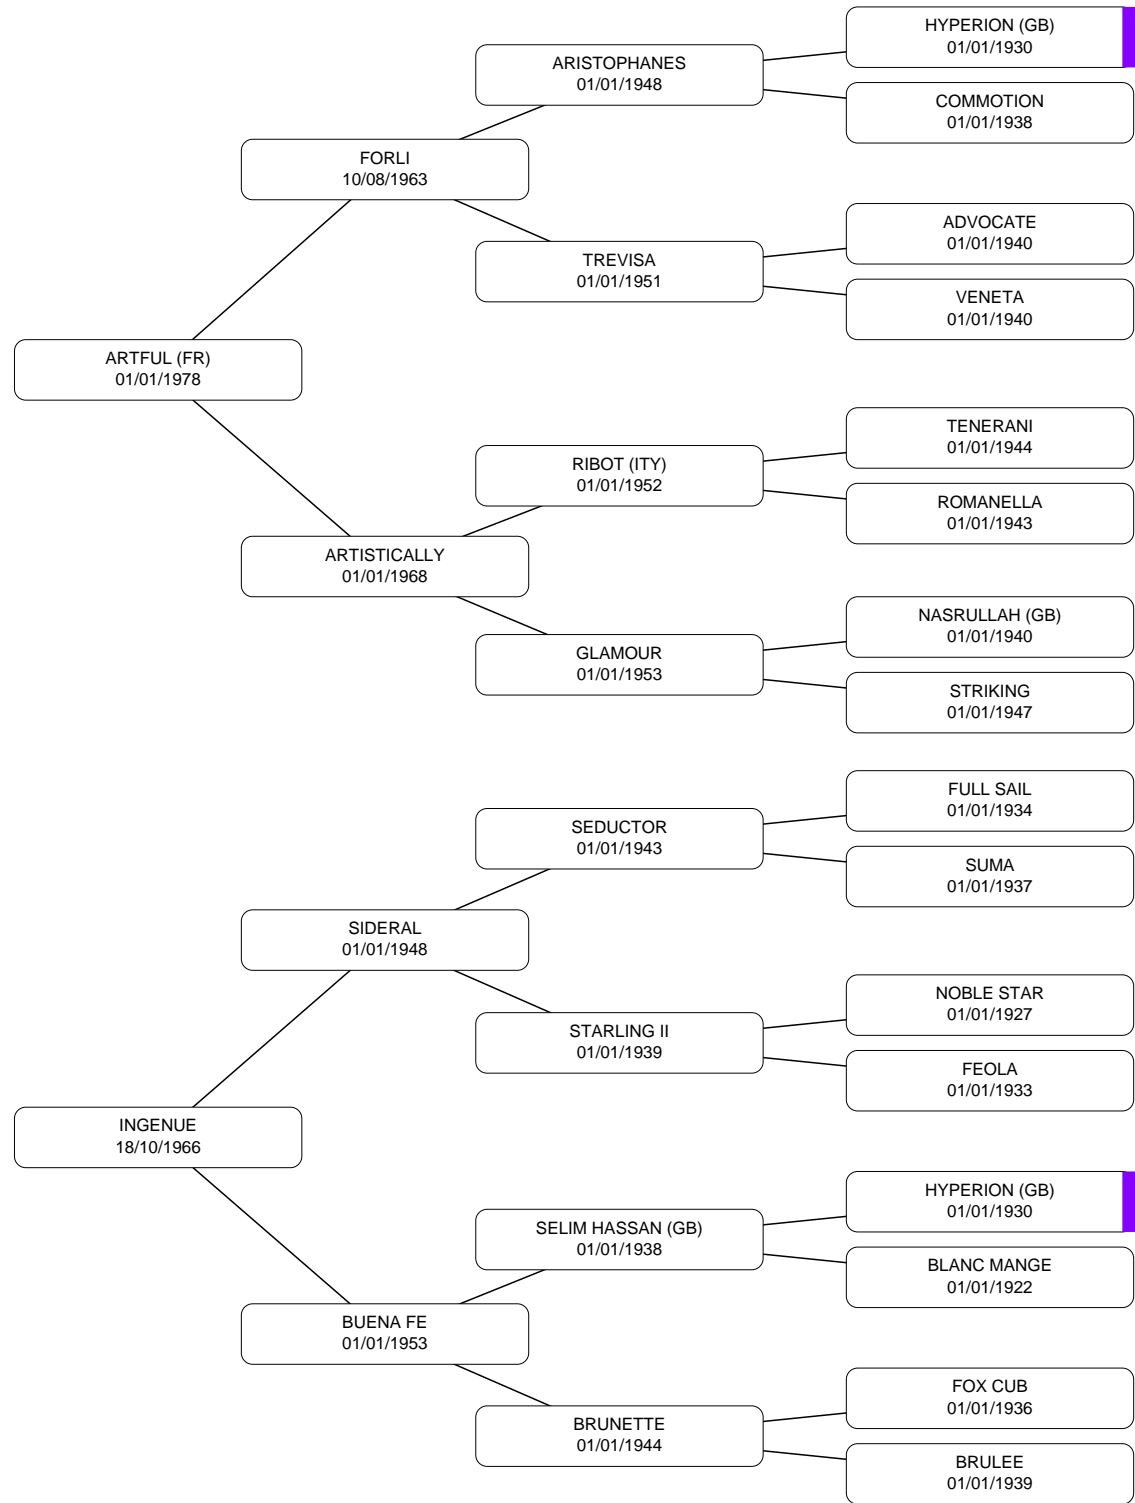 HYPERION (GB)
01/01/1930
ARISTOPHANES
01/01/1948
COMMOTION
01/01/1938
FORLI
10/08/1963
ADVOCATE
01/01/1940
TREVISA
01/01/1951
VENETA
01/01/1940
ARTFUL (FR)
01/01/1978
TENERANI
01/01/1944
RIBOT (ITY)
01/01/1952
ROMANELLA
01/01/1943
ARTISTICALLY
01/01/1968
NASRULLAH (GB)
01/01/1940
GLAMOUR
01/01/1953
STRIKING
01/01/1947
FULL SAIL
01/01/1934
SEDUCTOR
01/01/1943
SUMA
01/01/1937
SIDERAL
01/01/1948
NOBLE STAR
01/01/1927
STARLING II
01/01/1939
FEOLA
01/01/1933
INGENUE
18/10/1966
HYPERION (GB)
01/01/1930
SELIM HASSAN (GB)
01/01/1938
BLANC MANGE
01/01/1922
BUENA FE
01/01/1953
FOX CUB
01/01/1936
BRUNETTE
01/01/1944
BRULEE
01/01/1939